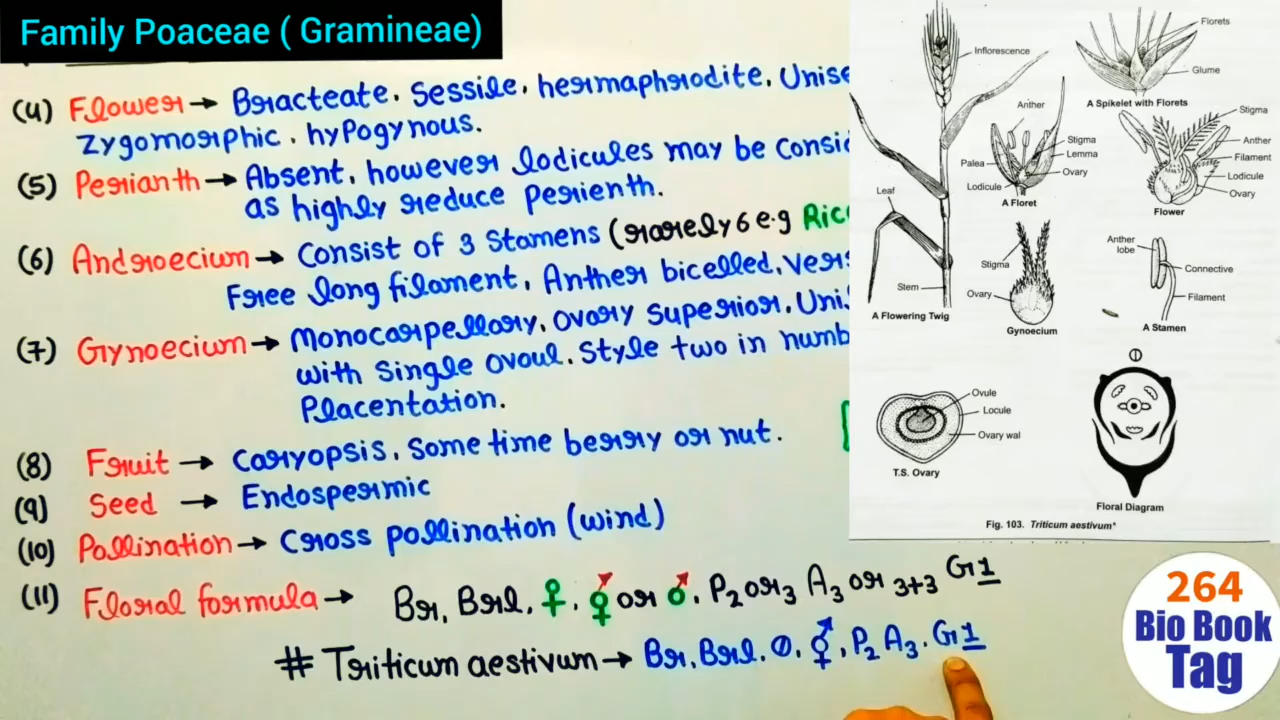 Family Poaceae ( Gramineae)
(4) Flower → Bracteate. Sessile. hermaphrodite. Unise
Zygomorphic. hypogynous.
(5) Perianth → Absent, however lodicules may be consid
as highly reduce perienth.
(6) Androecium → Consist of 3 Stamens (rarely 6 e.g Rice
Free long filament. Anther bicelled, Vers
(7) Gynoecium → Monocarpellary, Ovary Superior, Uni
with single Ovoul. Style two in numb
Placentation.
(8) Fruit → Caryopsis. Some time berry or nut.
(9) Seed → Endospermic
(10) Pollination → Cross pollination (wind)
(11) Floral formula → Br, Brl, ♀, ⚥ or ♂, P2 or 3 A3 or 3+3 G1
# Triticum aestivum → Br, Brl. ⦶, ⚥, P2 A3. G1
Inflorescence
Leaf
Stem
A Flowering Twig
Florets
Glume
A Spikelet with Florets
Anther
Stigma
Lemma
Palea
Ovary
Lodicule
A Floret
Stigma
Anther
Filament
Lodicule
Ovary
Flower
Stigma
Ovary
Gynoecium
Anther
lobe
Connective
Filament
A Stamen
Ovule
Locule
Ovary wal
T.S. Ovary
Floral Diagram
Fig. 103. Triticum aestivum*
264
Bio Book
Tag